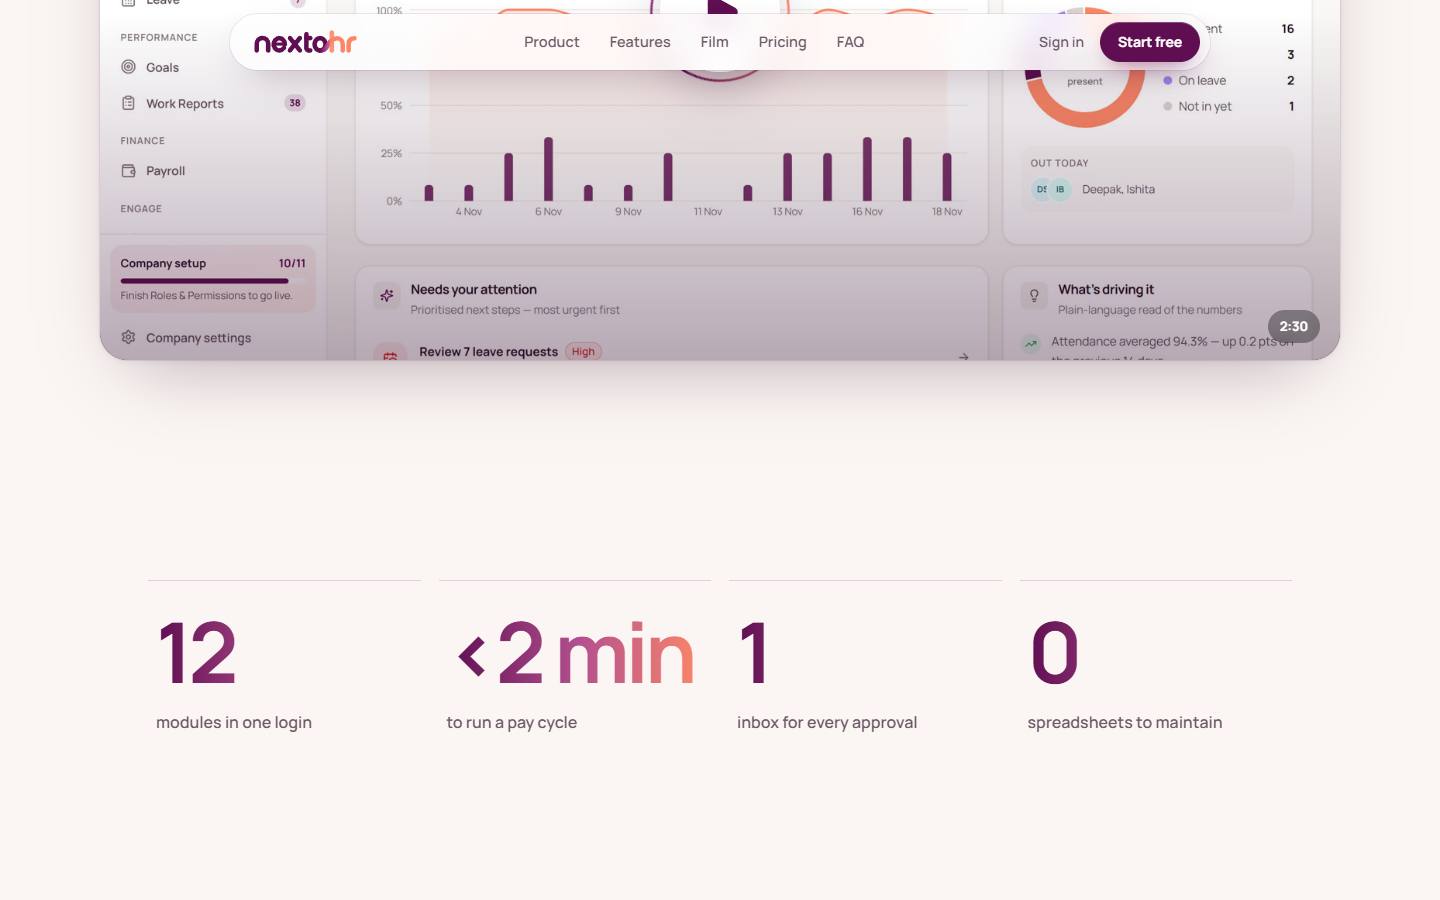 nextohr
Product
Features
Film
Pricing
FAQ
Sign in
Start free
Leave
PERFORMANCE
Goals
Work Reports
38
FINANCE
Payroll
ENGAGE
Company setup
10/11
Finish Roles & Permissions to go live.
Company settings
100%
50%
25%
0%
4 Nov
6 Nov
9 Nov
11 Nov
13 Nov
16 Nov
18 Nov
present
16
3
On leave
2
Not in yet
1
OUT TODAY
DS
IB
Deepak, Ishita
Needs your attention
Prioritised next steps — most urgent first
Review 7 leave requests
High
What's driving it
Plain-language read of the numbers
Attendance averaged 94.3% — up 0.2 pts on
2:30
12
modules in one login
<2 min
to run a pay cycle
1
inbox for every approval
0
spreadsheets to maintain